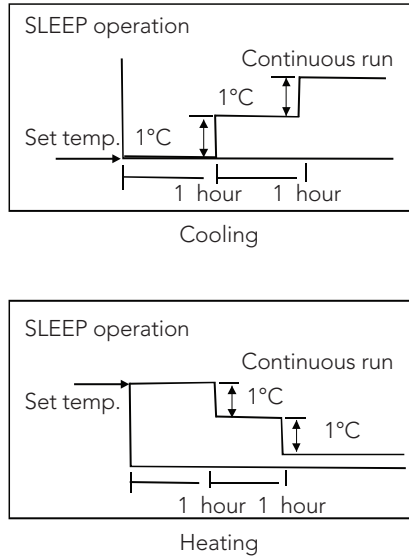 SLEEP operation
Continuous run
1°C
Set temp.
1°C
1 hour
1 hour
Cooling
SLEEP operation
Continuous run
Set temp.
1°C
1°C
1 hour
1 hour
Heating